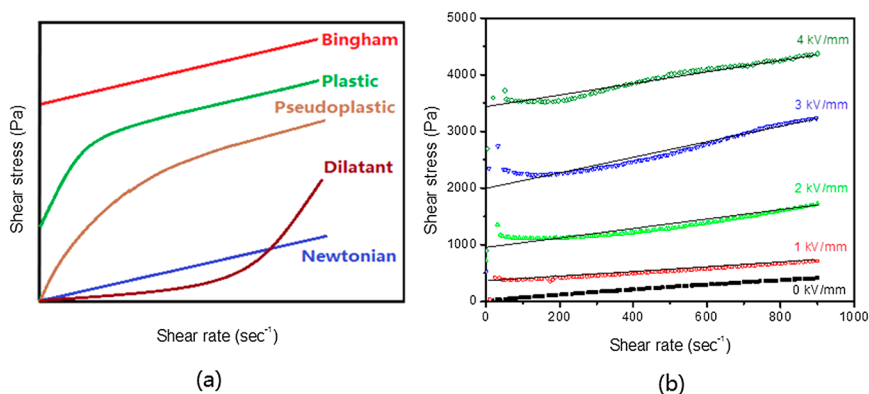 Bingham
Plastic
Pseudoplastic
Dilatant
Newtonian
Shear stress (Pa)
Shear rate (sec⁻¹)
(a)
5000
4000
3000
2000
1000
0
4 kV/mm
3 kV/mm
2 kV/mm
1 kV/mm
0 kV/mm
Shear stress (Pa)
0 200 400 600 800 1000
Shear rate (sec⁻¹)
(b)